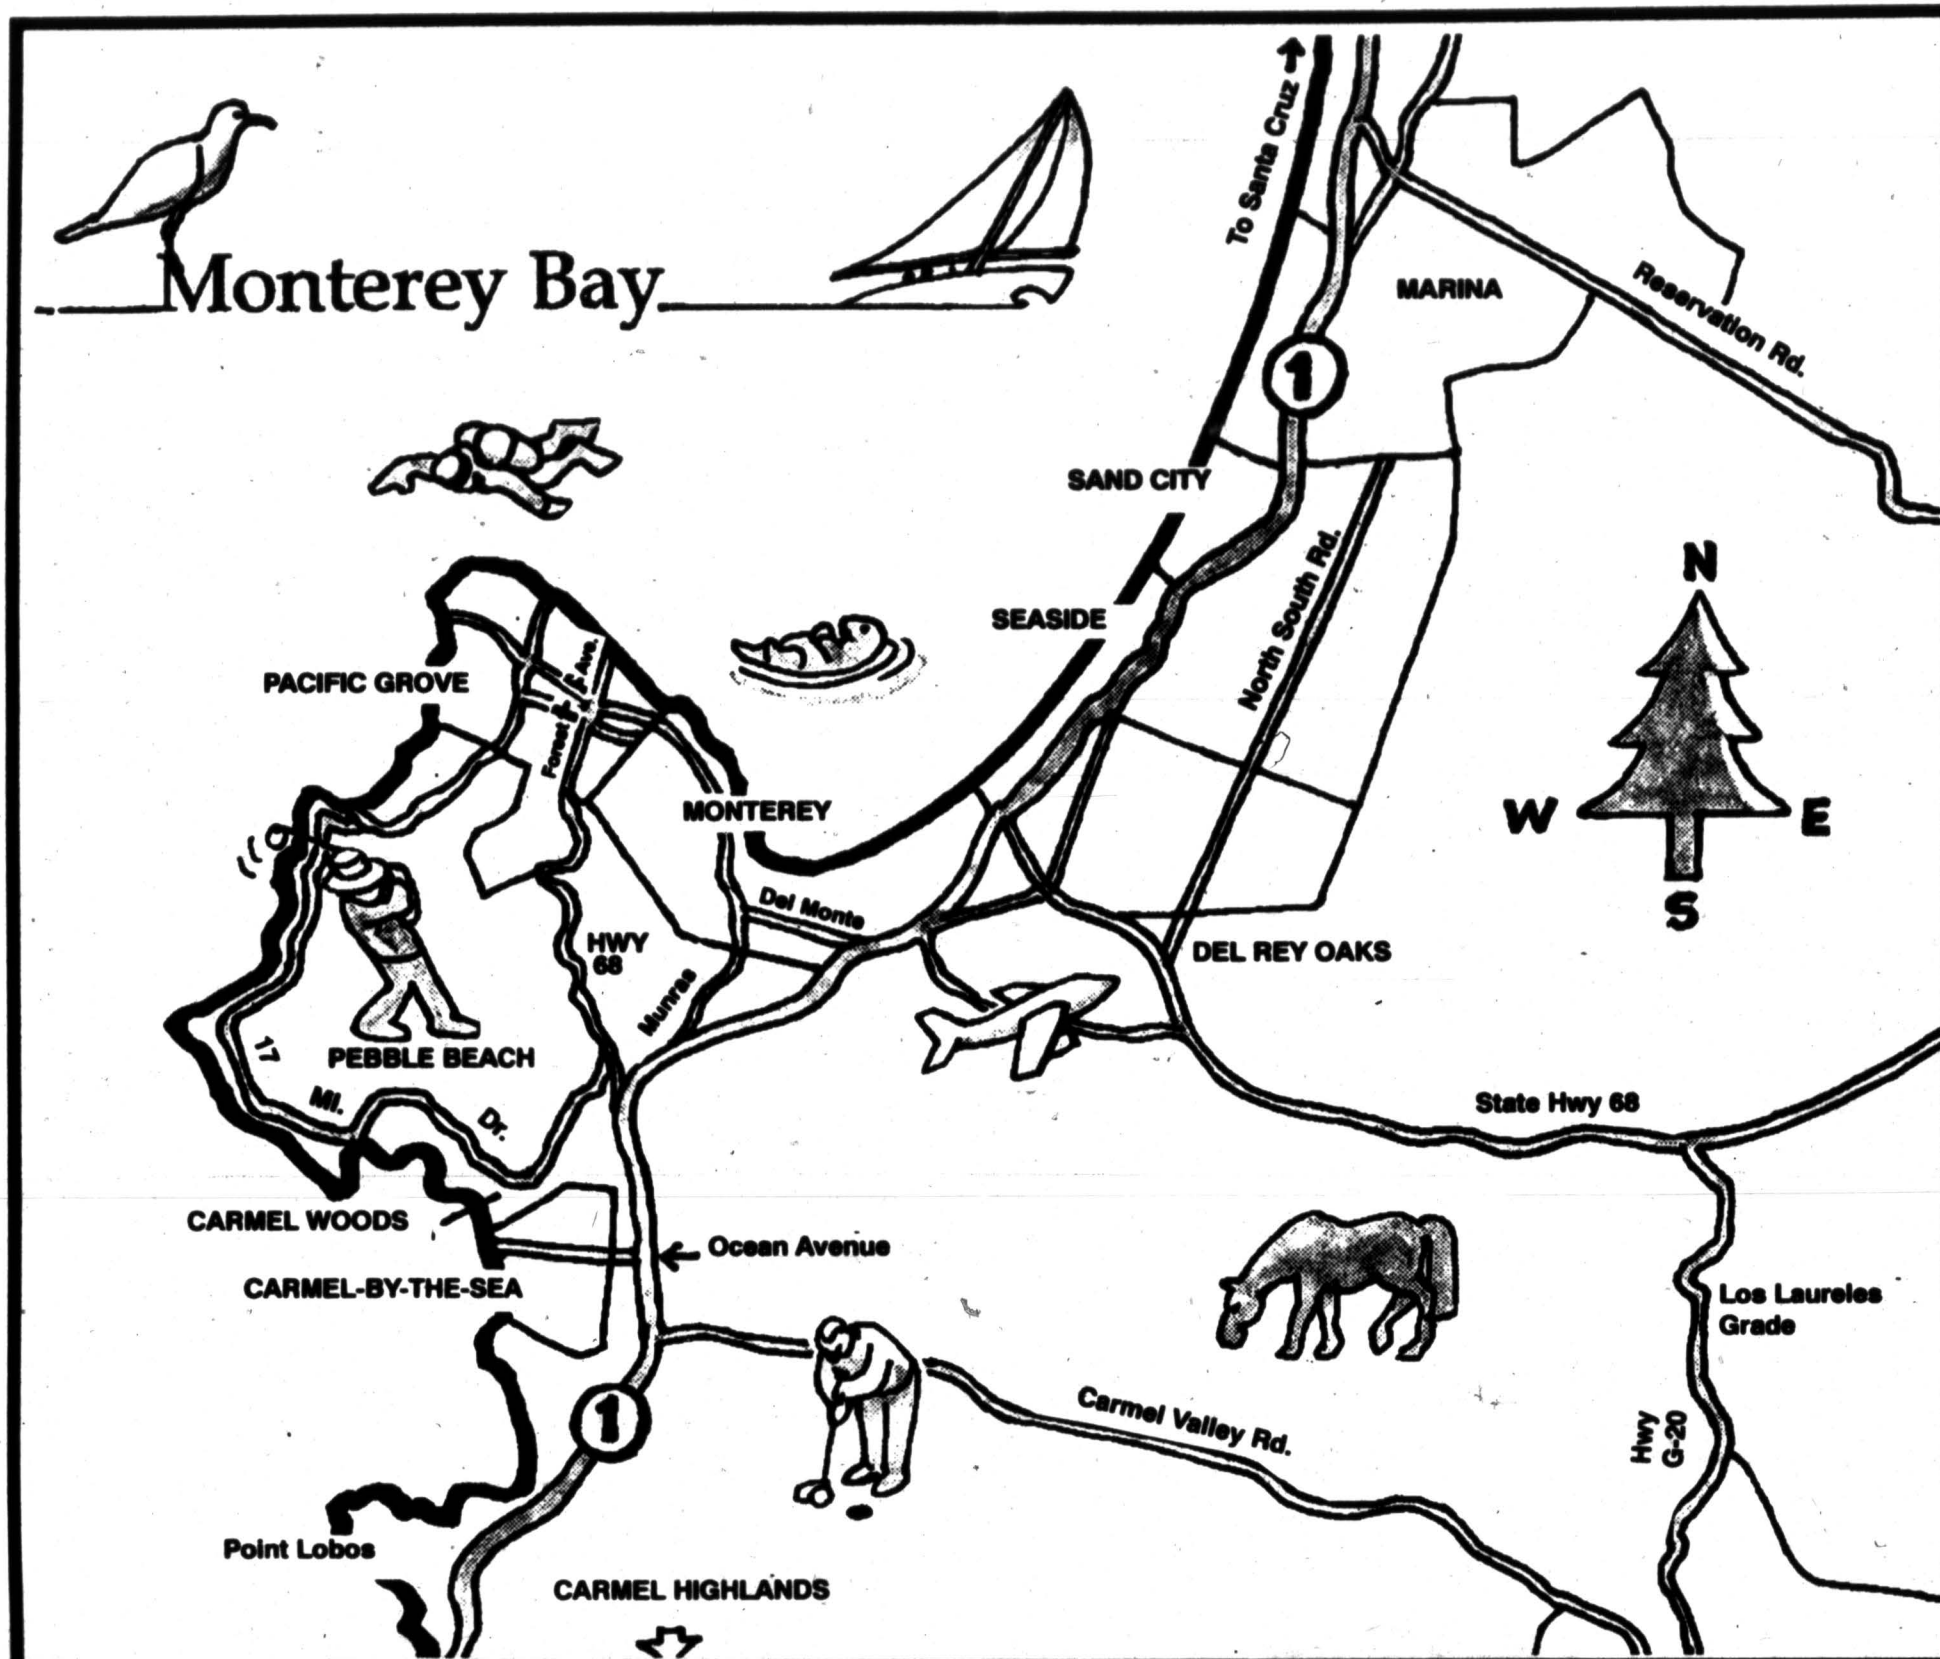 To Santa Cruz
Monterey Bay
MARINA
Reservation Rd.
1
SAND CITY
North South Rd.
N
SEASIDE
PACIFIC GROVE
Ave.
Forest
W
E
S
MONTEREY
Del Monte
HWY
68
DEL REY OAKS
Munras
17
PEBBLE BEACH
Mi.
Dr.
State Hwy 68
CARMEL WOODS
Ocean Avenue
CARMEL-BY-THE-SEA
Los Laureles
Grade
1
Carmel Valley Rd.
Hwy
G-20
Point Lobos
CARMEL HIGHLANDS